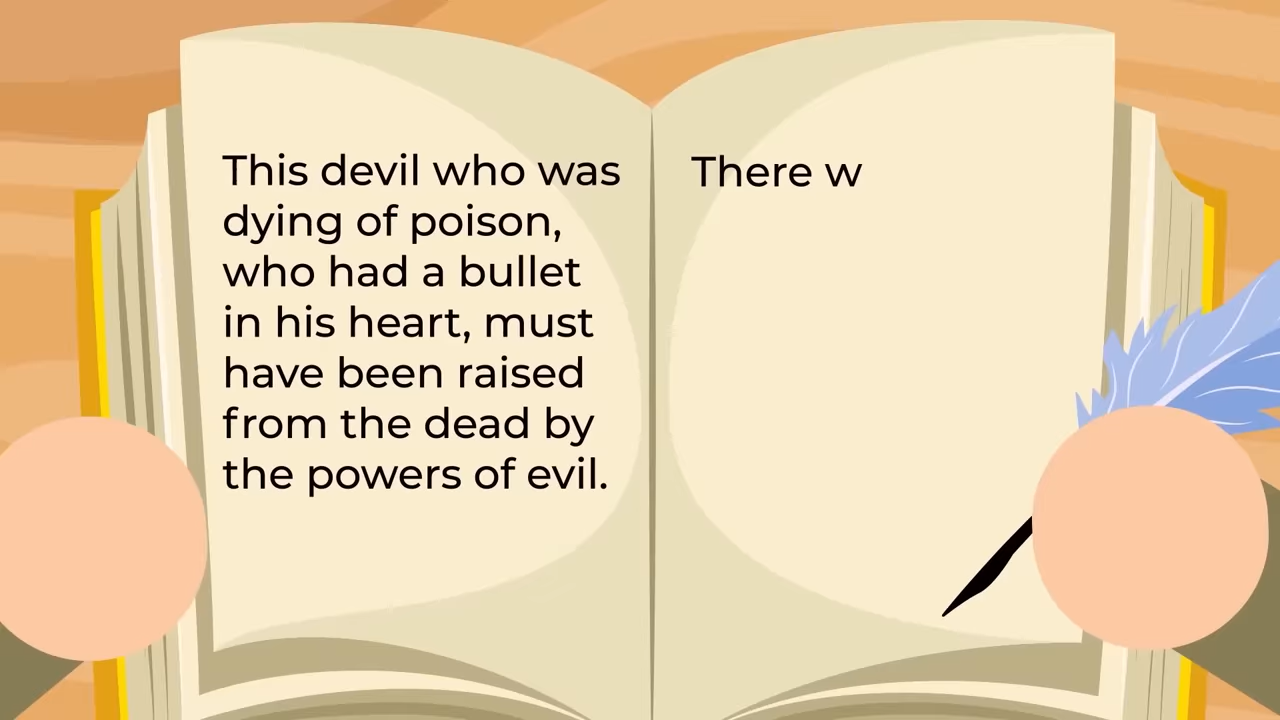 This devil who was
dying of poison,
who had a bullet
in his heart, must
have been raised
from the dead by
the powers of evil.
There w